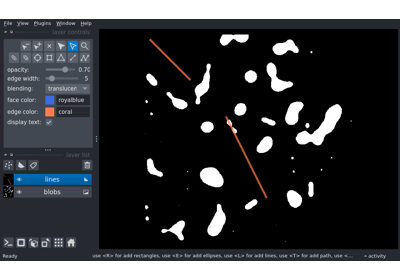 File View Plugins Window Help
layer controls
opacity: 0.70
edge width: 5
blending: translucen
face color: royalblue
edge color: coral
display text:
layer list
lines
blobs
Ready use <R> for add rectangles, use <E> for add ellipses, use <L> for add lines, use <T> for add path, use <... activity